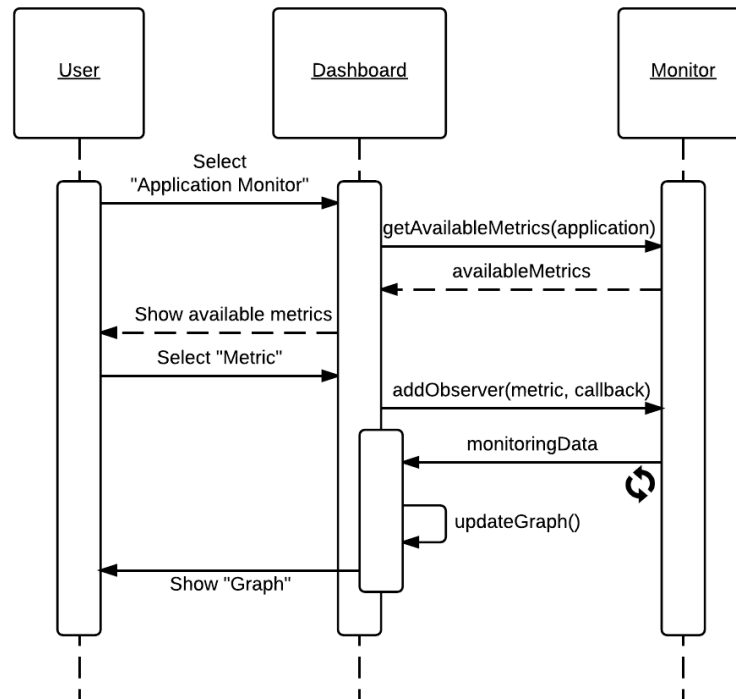 User
Dashboard
Monitor
Select
"Application Monitor"
getAvailableMetrics(application)
availableMetrics
Show available metrics
Select "Metric"
addObserver(metric, callback)
monitoringData
updateGraph()
Show "Graph"